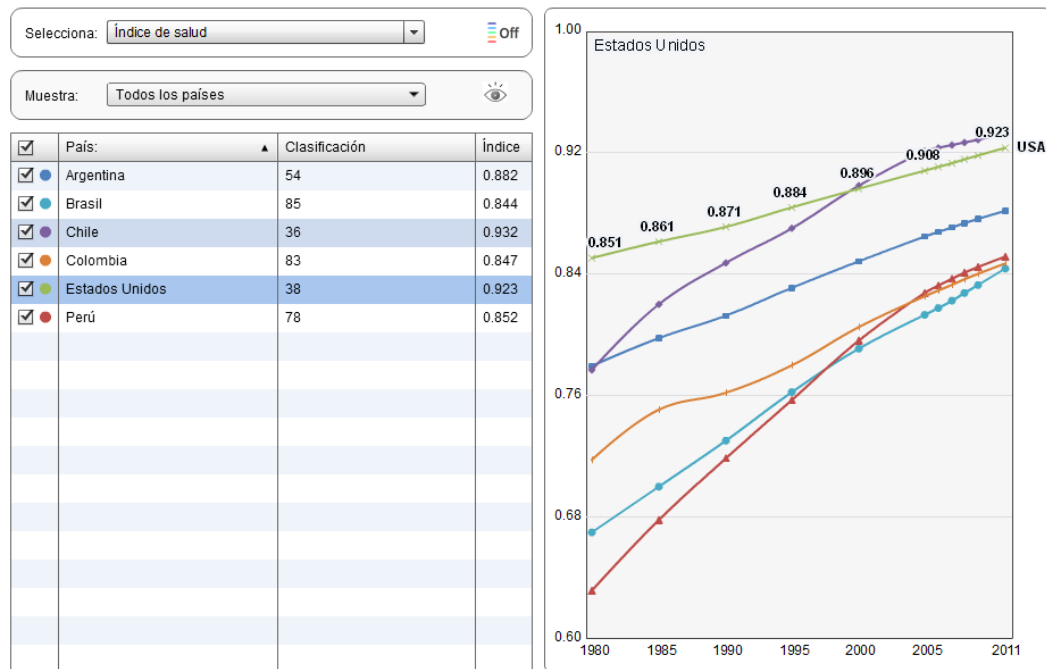 Selecciona: Índice de salud
Off
Muestra: Todos los países
País: Clasificación Índice
Argentina 54 0.882
Brasil 85 0.844
Chile 36 0.932
Colombia 83 0.847
Estados Unidos 38 0.923
Perú 78 0.852
1.00
Estados Unidos
0.923
USA
0.92
0.908
0.896
0.884
0.871
0.861
0.851
0.84
0.76
0.68
0.60
1980 1985 1990 1995 2000 2005 2011